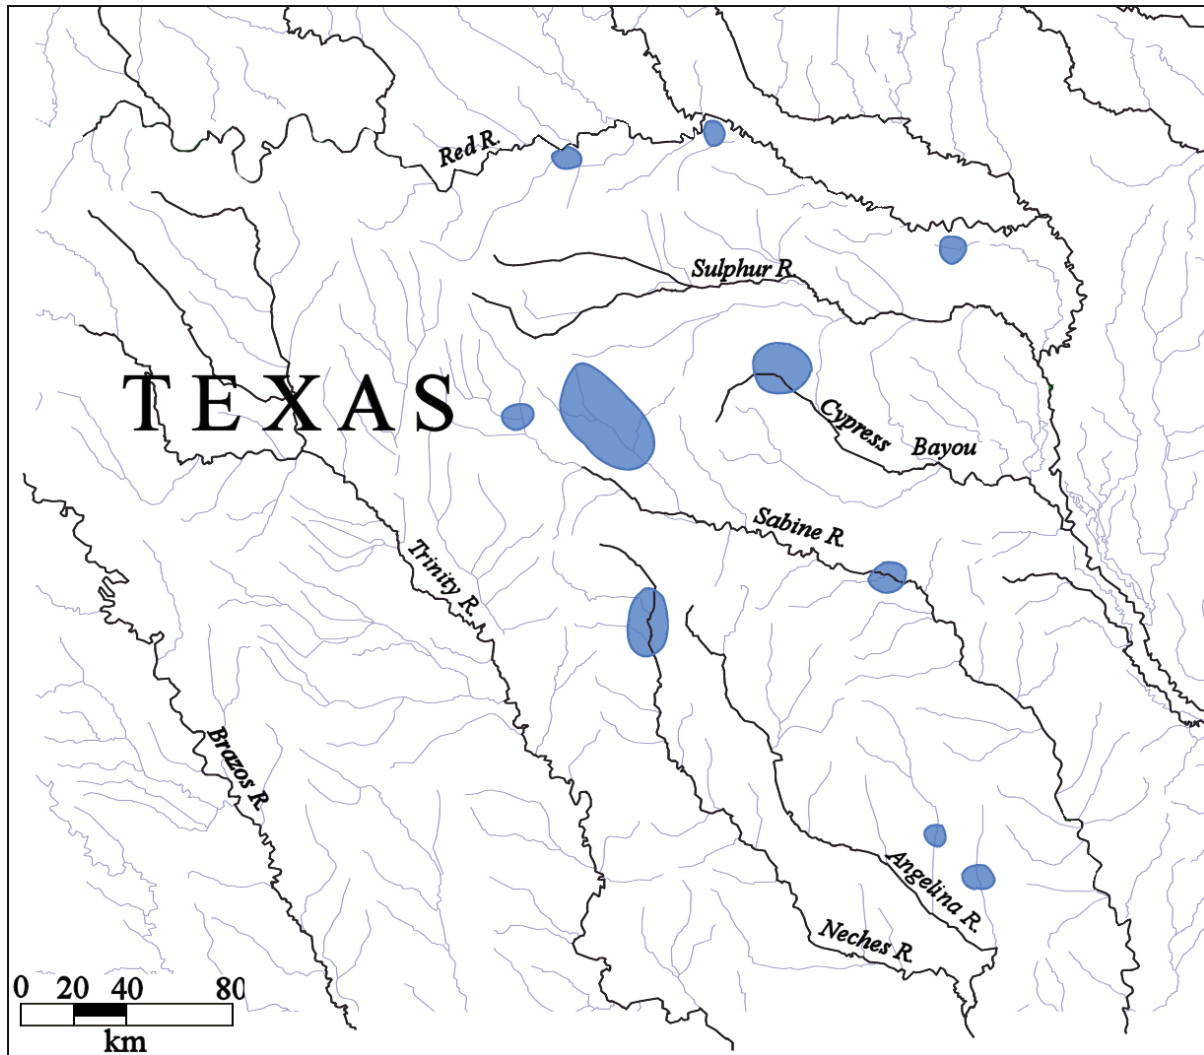 Red R.
Sulphur R.
TEXAS
Cypress Bayou
Sabine R.
Trinity R.
Brazos R.
Angelina R.
Neches R.
0 20 40 80
km